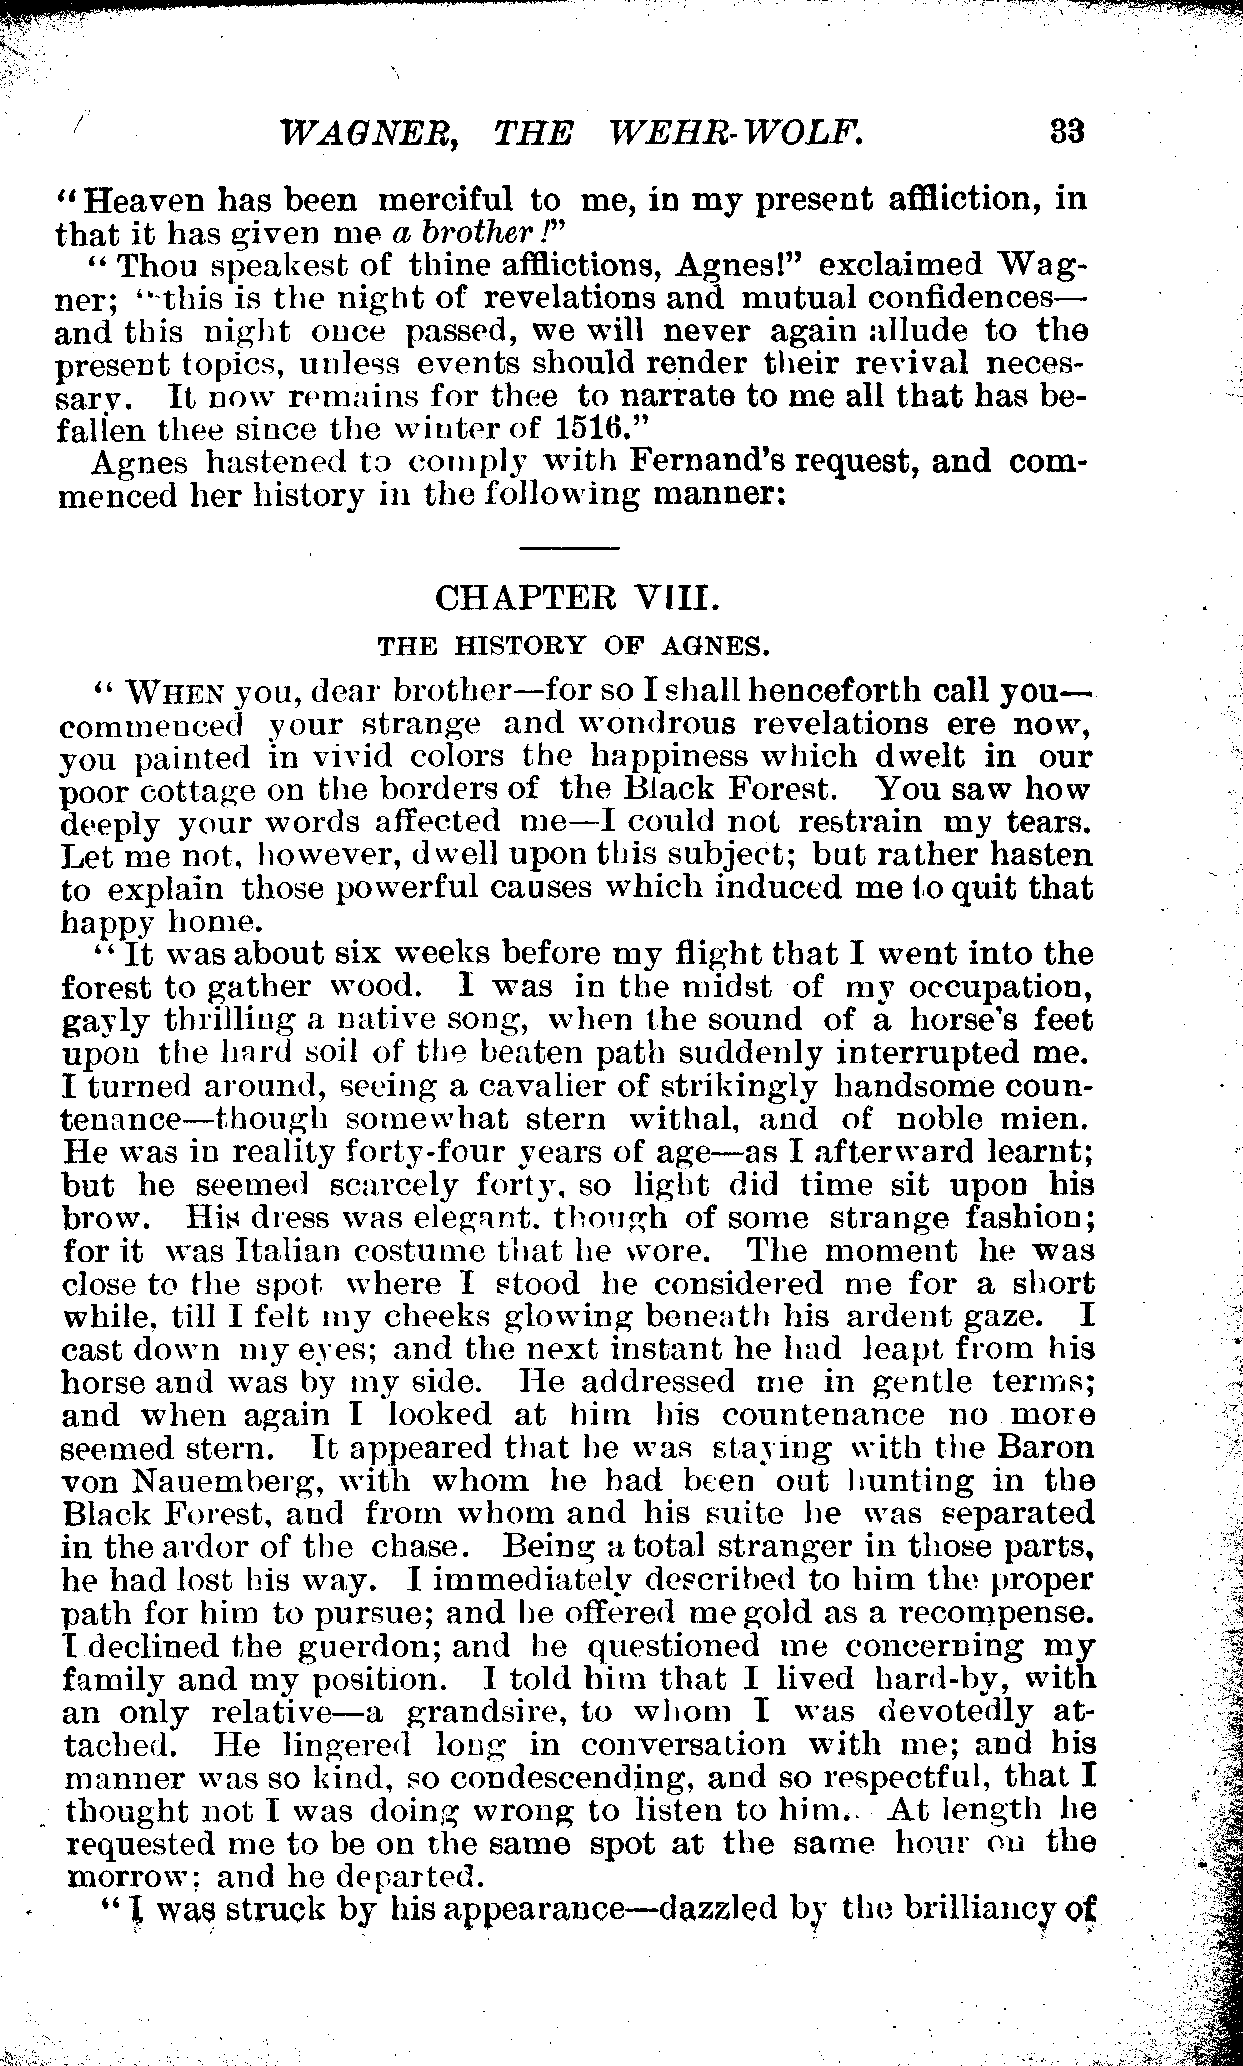 WAGNER, THE WEHR-WOLF. 33
"Heaven has been merciful to me, in my present affliction, in
that it has given me a brother!"
"Thou speakest of thine afflictions, Agnes!" exclaimed Wag-
ner; "this is the night of revelations and mutual confidences—
and this night once passed, we will never again allude to the
present topics, unless events should render their revival neces-
sary. It now remains for thee to narrate to me all that has be-
fallen thee since the winter of 1516."
Agnes hastened to comply with Fernand's request, and com-
menced her history in the following manner:
CHAPTER VIII.
THE HISTORY OF AGNES.
"WHEN you, dear brother—for so I shall henceforth call you—
commenced your strange and wondrous revelations ere now,
you painted in vivid colors the happiness which dwelt in our
poor cottage on the borders of the Black Forest. You saw how
deeply your words affected me—I could not restrain my tears.
Let me not, however, dwell upon this subject; but rather hasten
to explain those powerful causes which induced me to quit that
happy home.
"It was about six weeks before my flight that I went into the
forest to gather wood. I was in the midst of my occupation,
gayly thrilling a native song, when the sound of a horse's feet
upon the hard soil of the beaten path suddenly interrupted me.
I turned around, seeing a cavalier of strikingly handsome coun-
tenance—though somewhat stern withal, and of noble mien.
He was in reality forty-four years of age—as I afterward learnt;
but he seemed scarcely forty, so light did time sit upon his
brow. His dress was elegant. though of some strange fashion;
for it was Italian costume that he wore. The moment he was
close to the spot where I stood he considered me for a short
while, till I felt my cheeks glowing beneath his ardent gaze. I
cast down my eyes; and the next instant he had leapt from his
horse and was by my side. He addressed me in gentle terms;
and when again I looked at him his countenance no more
seemed stern. It appeared that he was staying with the Baron
von Nauemberg, with whom he had been out hunting in the
Black Forest, and from whom and his suite he was separated
in the ardor of the chase. Being a total stranger in those parts,
he had lost his way. I immediately described to him the proper
path for him to pursue; and he offered me gold as a recompense.
I declined the guerdon; and he questioned me concerning my
family and my position. I told him that I lived hard-by, with
an only relative—a grandsire, to whom I was devotedly at-
tached. He lingered long in conversation with me; and his
manner was so kind, so condescending, and so respectful, that I
thought not I was doing wrong to listen to him. At length he
requested me to be on the same spot at the same hour on the
morrow; and he departed.
"I was struck by his appearance—dazzled by the brilliancy of